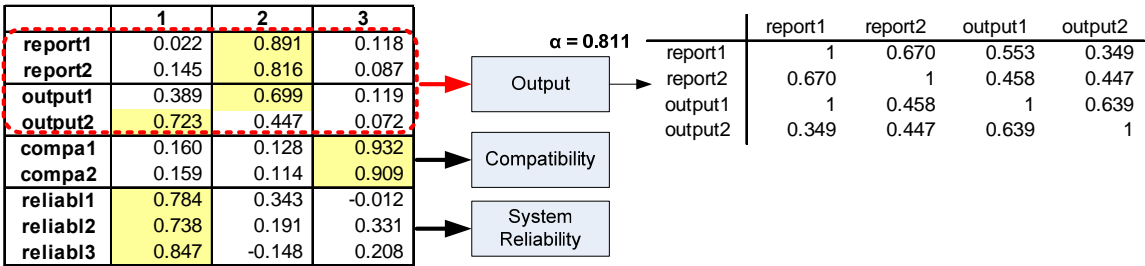 1 2 3
report1 0.022 0.891 0.118
report2 0.145 0.816 0.087
output1 0.389 0.699 0.119
output2 0.723 0.447 0.072
compa1 0.160 0.128 0.932
compa2 0.159 0.114 0.909
reliabl1 0.784 0.343 -0.012
reliabl2 0.738 0.191 0.331
reliabl3 0.847 -0.148 0.208
α = 0.811
Output
Compatibility
System
Reliability
report1 report2 output1 output2
report1 1 0.670 0.553 0.349
report2 0.670 1 0.458 0.447
output1 1 0.458 1 0.639
output2 0.349 0.447 0.639 1